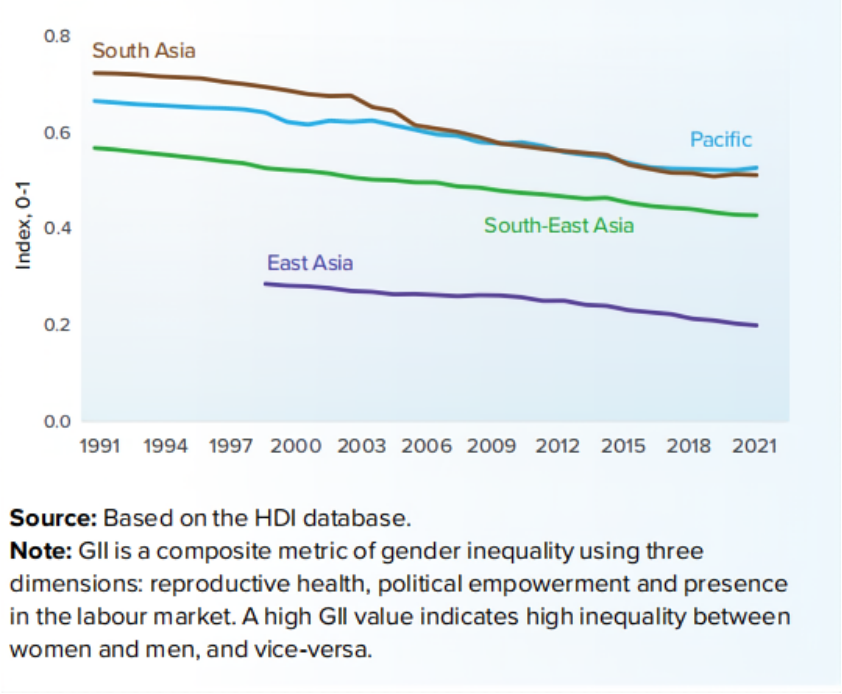 0.8
South Asia
0.6
Pacific
Index, 0-1
0.4
South-East Asia
East Asia
0.2
0.0
1991 1994 1997 2000 2003 2006 2009 2012 2015 2018 2021
Source: Based on the HDI database.
Note: GII is a composite metric of gender inequality using three
dimensions: reproductive health, political empowerment and presence
in the labour market. A high GII value indicates high inequality between
women and men, and vice-versa.